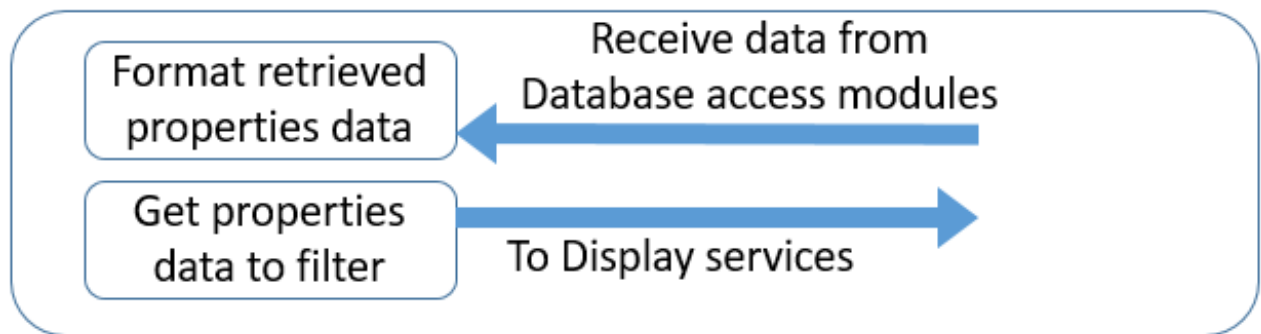 Format retrieved
properties data
Receive data from
Database access modules
Get properties
data to filter
To Display services